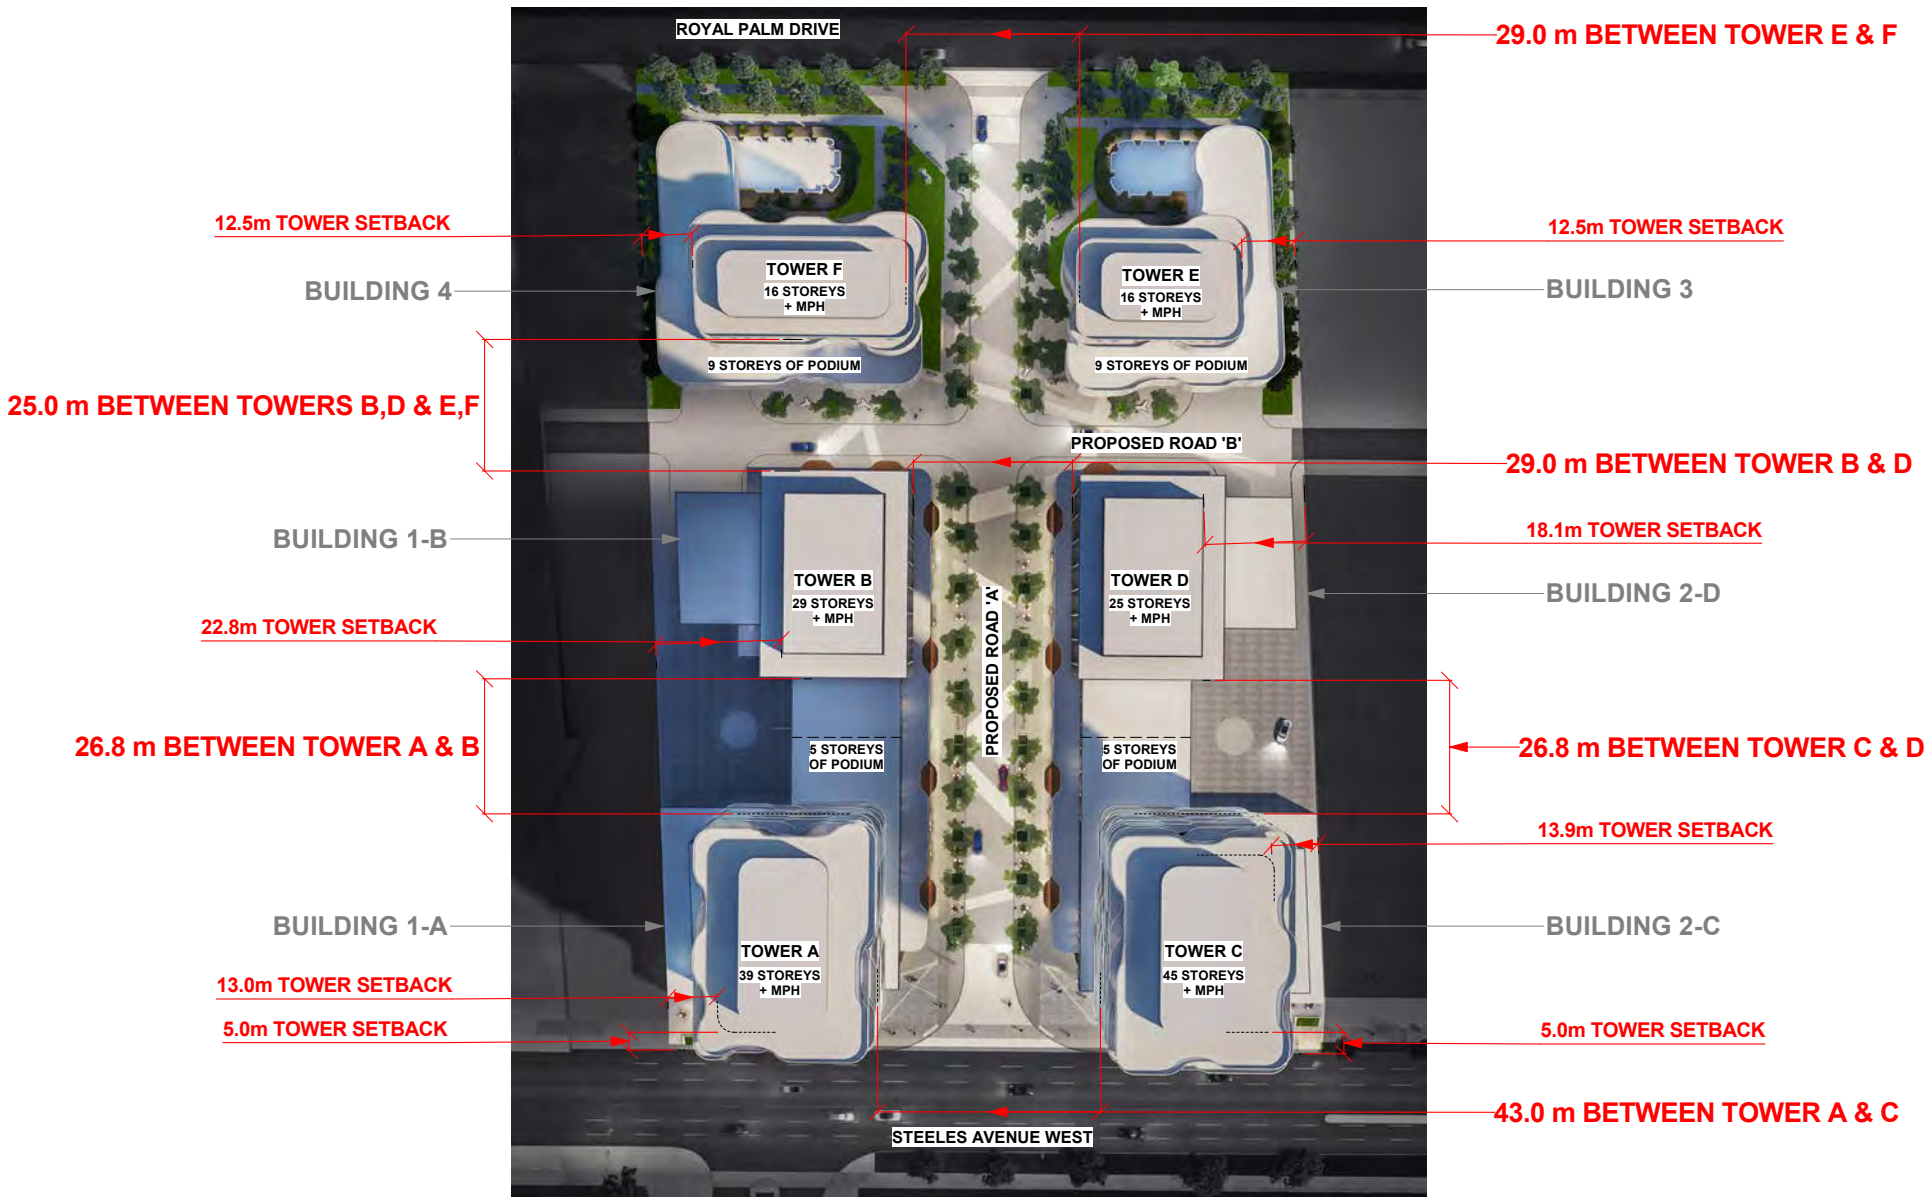 ROYAL PALM DRIVE
29.0 m BETWEEN TOWER E & F
12.5m TOWER SETBACK
12.5m TOWER SETBACK
TOWER F
16 STOREYS
+ MPH
TOWER E
16 STOREYS
+ MPH
BUILDING 4
BUILDING 3
9 STOREYS OF PODIUM
9 STOREYS OF PODIUM
25.0 m BETWEEN TOWERS B,D & E,F
PROPOSED ROAD 'B'
29.0 m BETWEEN TOWER B & D
BUILDING 1-B
18.1m TOWER SETBACK
TOWER B
29 STOREYS
+ MPH
TOWER D
25 STOREYS
+ MPH
BUILDING 2-D
22.8m TOWER SETBACK
PROPOSED ROAD 'A'
26.8 m BETWEEN TOWER A & B
5 STOREYS
OF PODIUM
5 STOREYS
OF PODIUM
26.8 m BETWEEN TOWER C & D
13.9m TOWER SETBACK
BUILDING 1-A
BUILDING 2-C
TOWER A
39 STOREYS
+ MPH
TOWER C
45 STOREYS
+ MPH
13.0m TOWER SETBACK
5.0m TOWER SETBACK
5.0m TOWER SETBACK
43.0 m BETWEEN TOWER A & C
STEELES AVENUE WEST